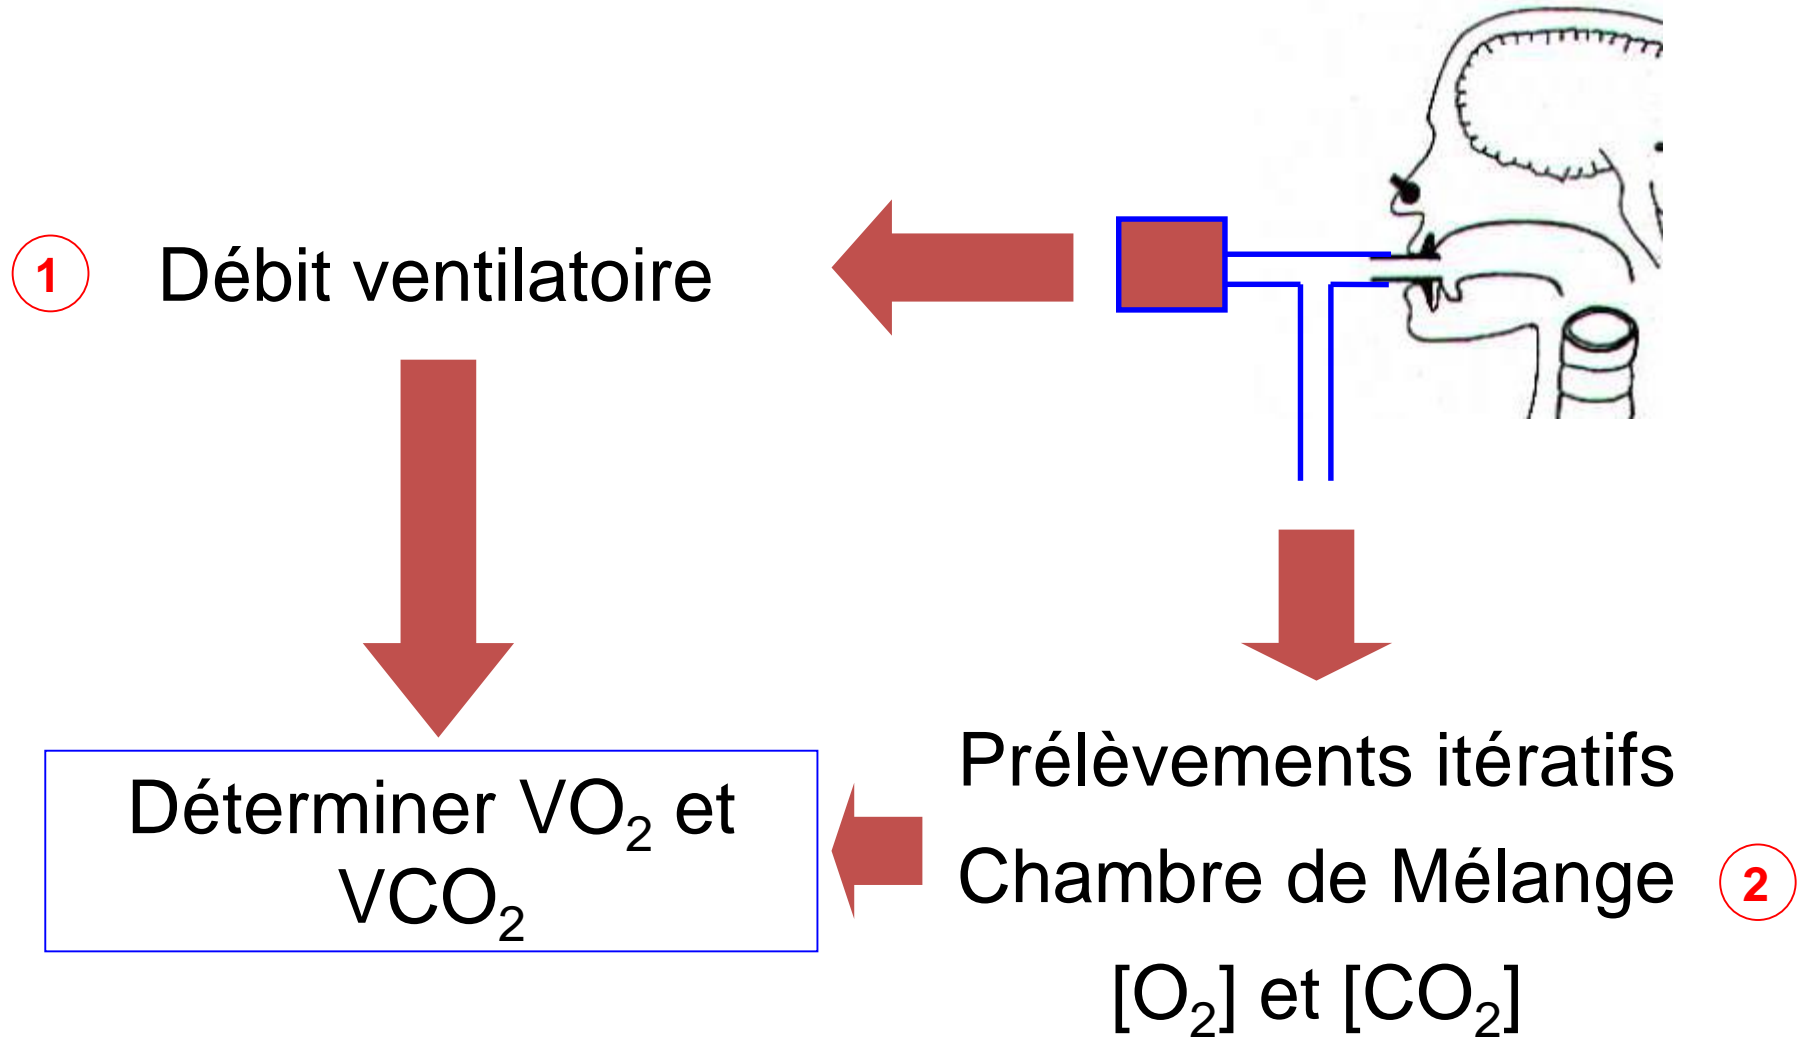 1 Débit ventilatoire
Déterminer VO₂ et
VCO₂
Prélèvements itératifs
Chambre de Mélange 2
[O₂] et [CO₂]